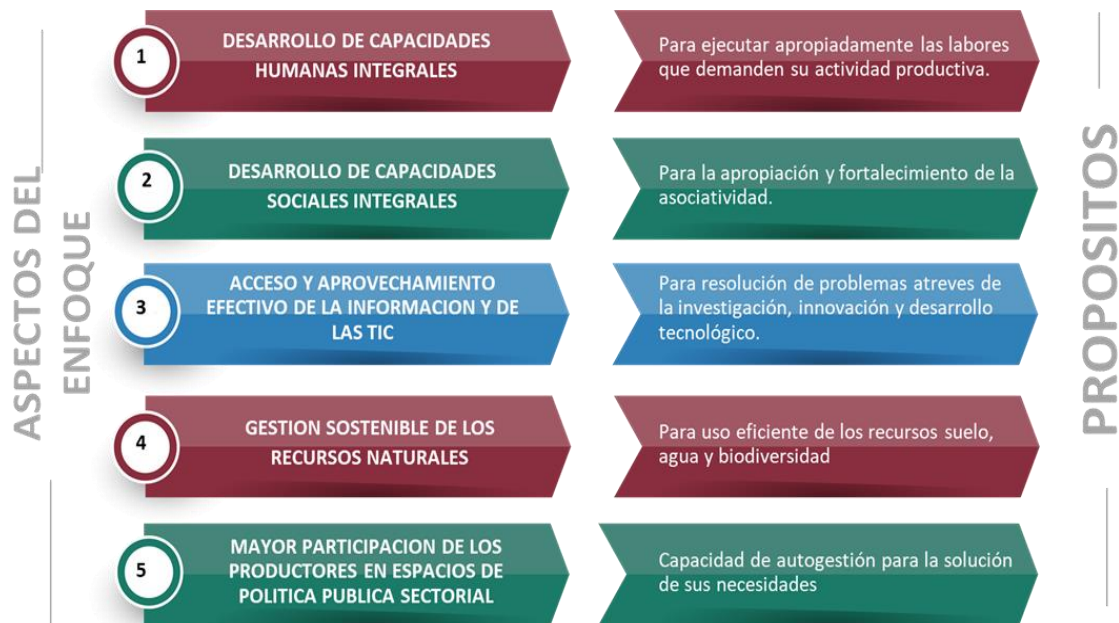 ASPECTOS DEL
ENFOQUE
1
DESARROLLO DE CAPACIDADES
HUMANAS INTEGRALES
Para ejecutar apropiadamente las labores
que demanden su actividad productiva.
2
DESARROLLO DE CAPACIDADES
SOCIALES INTEGRALES
Para la apropiación y fortalecimiento de la
asociatividad.
3
ACCESO Y APROVECHAMIENTO
EFECTIVO DE LA INFORMACION Y DE
LAS TIC
Para resolución de problemas atreves de
la investigación, innovación y desarrollo
tecnológico.
4
GESTION SOSTENIBLE DE LOS
RECURSOS NATURALES
Para uso eficiente de los recursos suelo,
agua y biodiversidad
5
MAYOR PARTICIPACION DE LOS
PRODUCTORES EN ESPACIOS DE
POLITICA PUBLICA SECTORIAL
Capacidad de autogestión para la solución
de sus necesidades
PROPOSITOS